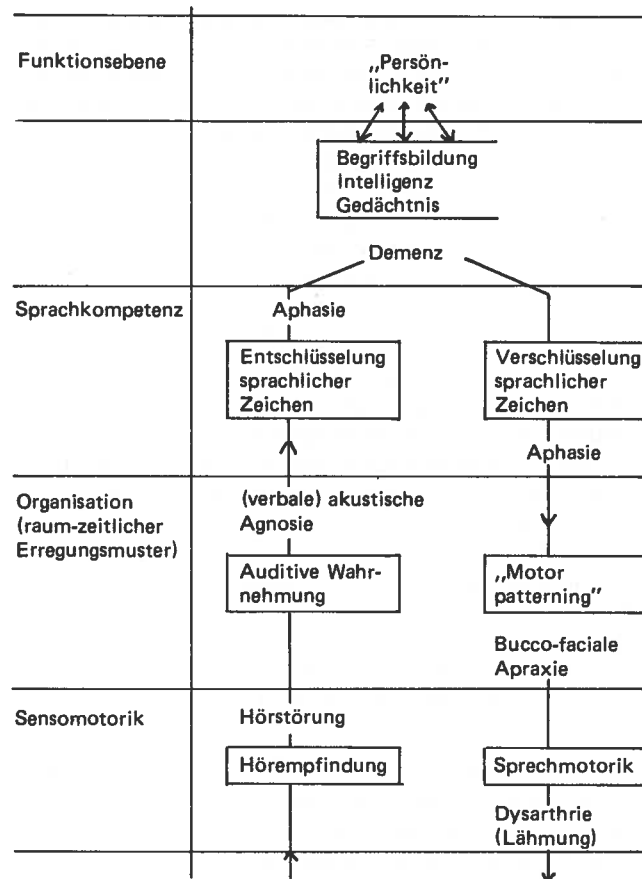 Funktionsebene
„Persön-
lichkeit"
Begriffsbildung
Intelligenz
Gedächtnis
Demenz
Sprachkompetenz
Aphasie
Entschlüsselung
sprachlicher
Zeichen
Verschlüsselung
sprachlicher
Zeichen
Aphasie
Organisation
(raum-zeitlicher
Erregungsmuster)
(verbale) akustische
Agnosie
Auditive Wahr-
nehmung
„Motor
patterning"
Bucco-faciale
Apraxie
Sensomotorik
Hörstörung
Hörempfindung
Sprechmotorik
Dysarthrie
(Lähmung)